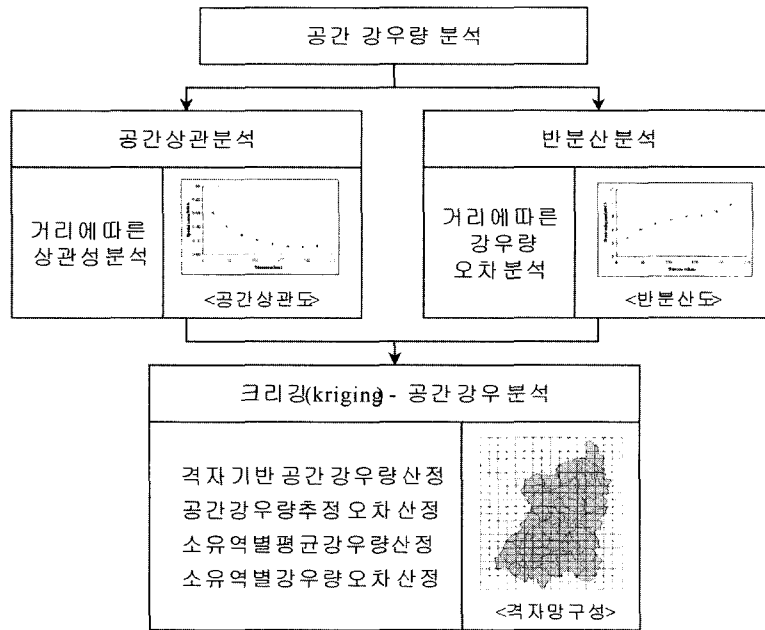 공간 강우량 분석
공간상관분석
거리에따른
상관성분석
<공간상관도>
반분산분석
거리에따른
강우량
오차분석
<반분산도>
크리깅(kriging) - 공간강우분석
격자기반 공간강우량산정
공간강우량추정 오차산정
소유역별평균강우량산정
소유역별강우량오차산정
<격자망구성>